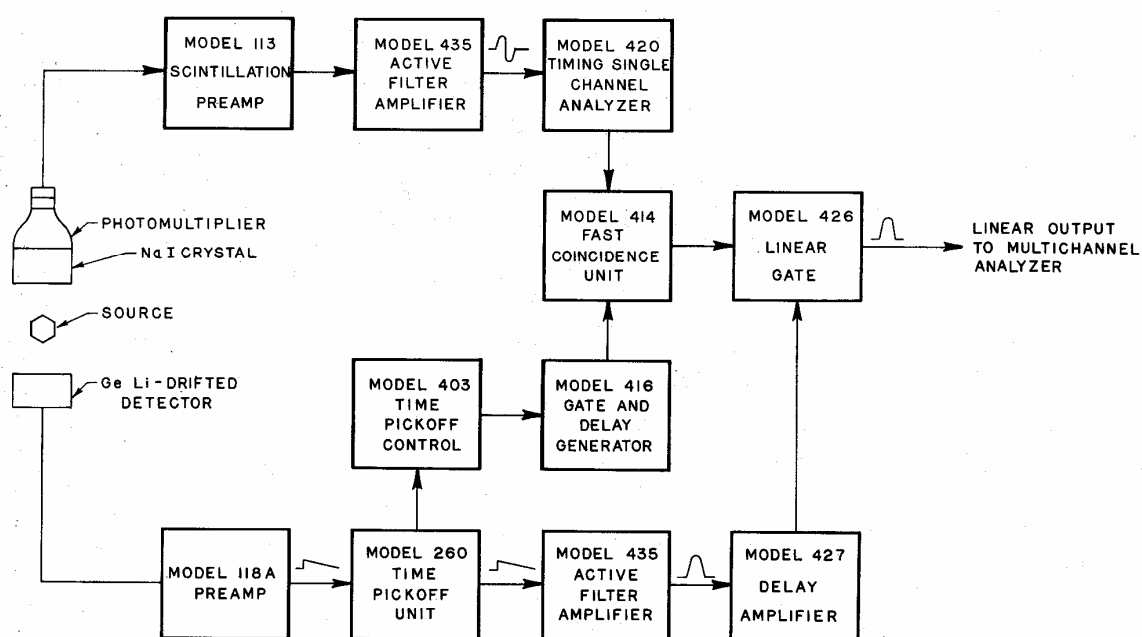 MODEL 113
SCINTILLATION
PREAMP
MODEL 435
ACTIVE
FILTER
AMPLIFIER
MODEL 420
TIMING SINGLE
CHANNEL
ANALYZER
PHOTOMULTIPLIER
NaI CRYSTAL
SOURCE
Ge Li-DRIFTED
DETECTOR
MODEL 414
FAST
COINCIDENCE
UNIT
MODEL 426
LINEAR
GATE
LINEAR OUTPUT
TO MULTICHANNEL
ANALYZER
MODEL 403
TIME
PICKOFF
CONTROL
MODEL 416
GATE AND
DELAY
GENERATOR
MODEL 118A
PREAMP
MODEL 260
TIME
PICKOFF
UNIT
MODEL 435
ACTIVE
FILTER
AMPLIFIER
MODEL 427
DELAY
AMPLIFIER